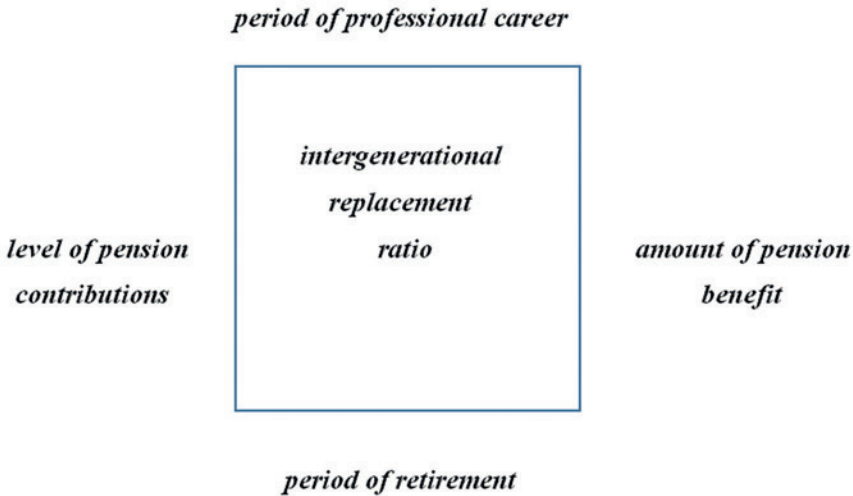 period of professional career
intergenerational
replacement
ratio
level of pension
contributions
amount of pension
benefit
period of retirement